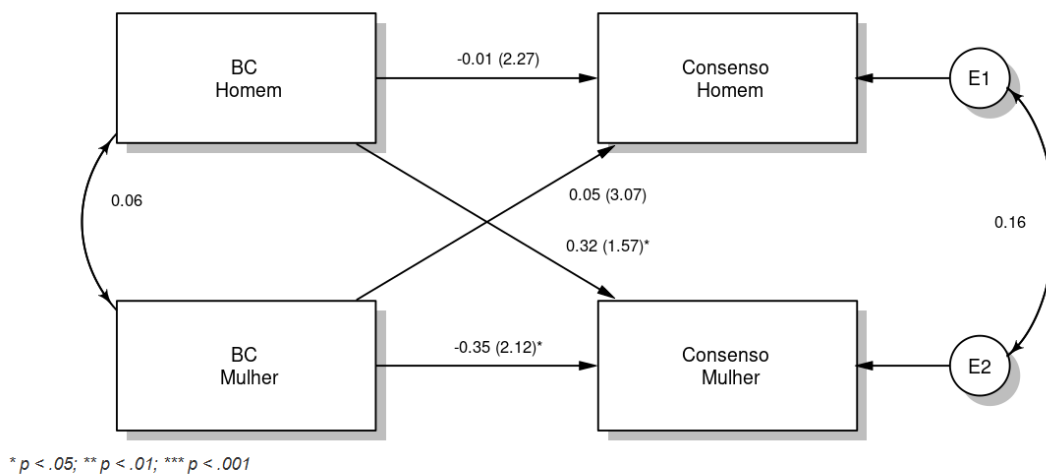 BC
Homem
-0.01 (2.27)
Consenso
Homem
E1
0.06
0.05 (3.07)
0.16
0.32 (1.57)*
BC
Mulher
-0.35 (2.12)*
Consenso
Mulher
E2
* p < .05; ** p < .01; *** p < .001